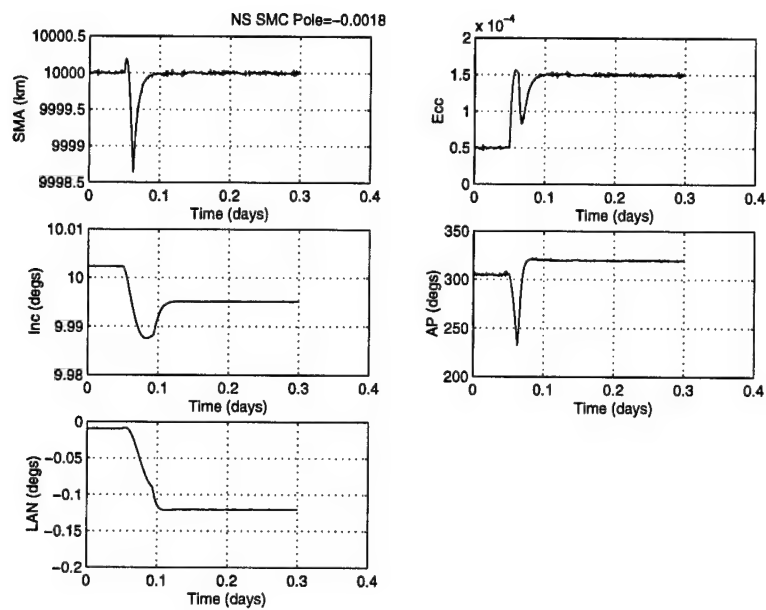 NS SMC Pole=−0.0018
10000.5
10000
9999.5
9999
9998.5
SMA (km)
0 0.1 0.2 0.3 0.4
Time (days)
x 10⁻⁴
2
1.5
1
0.5
0
Ecc
0 0.1 0.2 0.3 0.4
Time (days)
10.01
10
9.99
9.98
Inc (degs)
0 0.1 0.2 0.3 0.4
Time (days)
350
300
250
200
AP (degs)
0 0.1 0.2 0.3 0.4
Time (days)
0
−0.05
−0.1
−0.15
−0.2
LAN (degs)
0 0.1 0.2 0.3 0.4
Time (days)